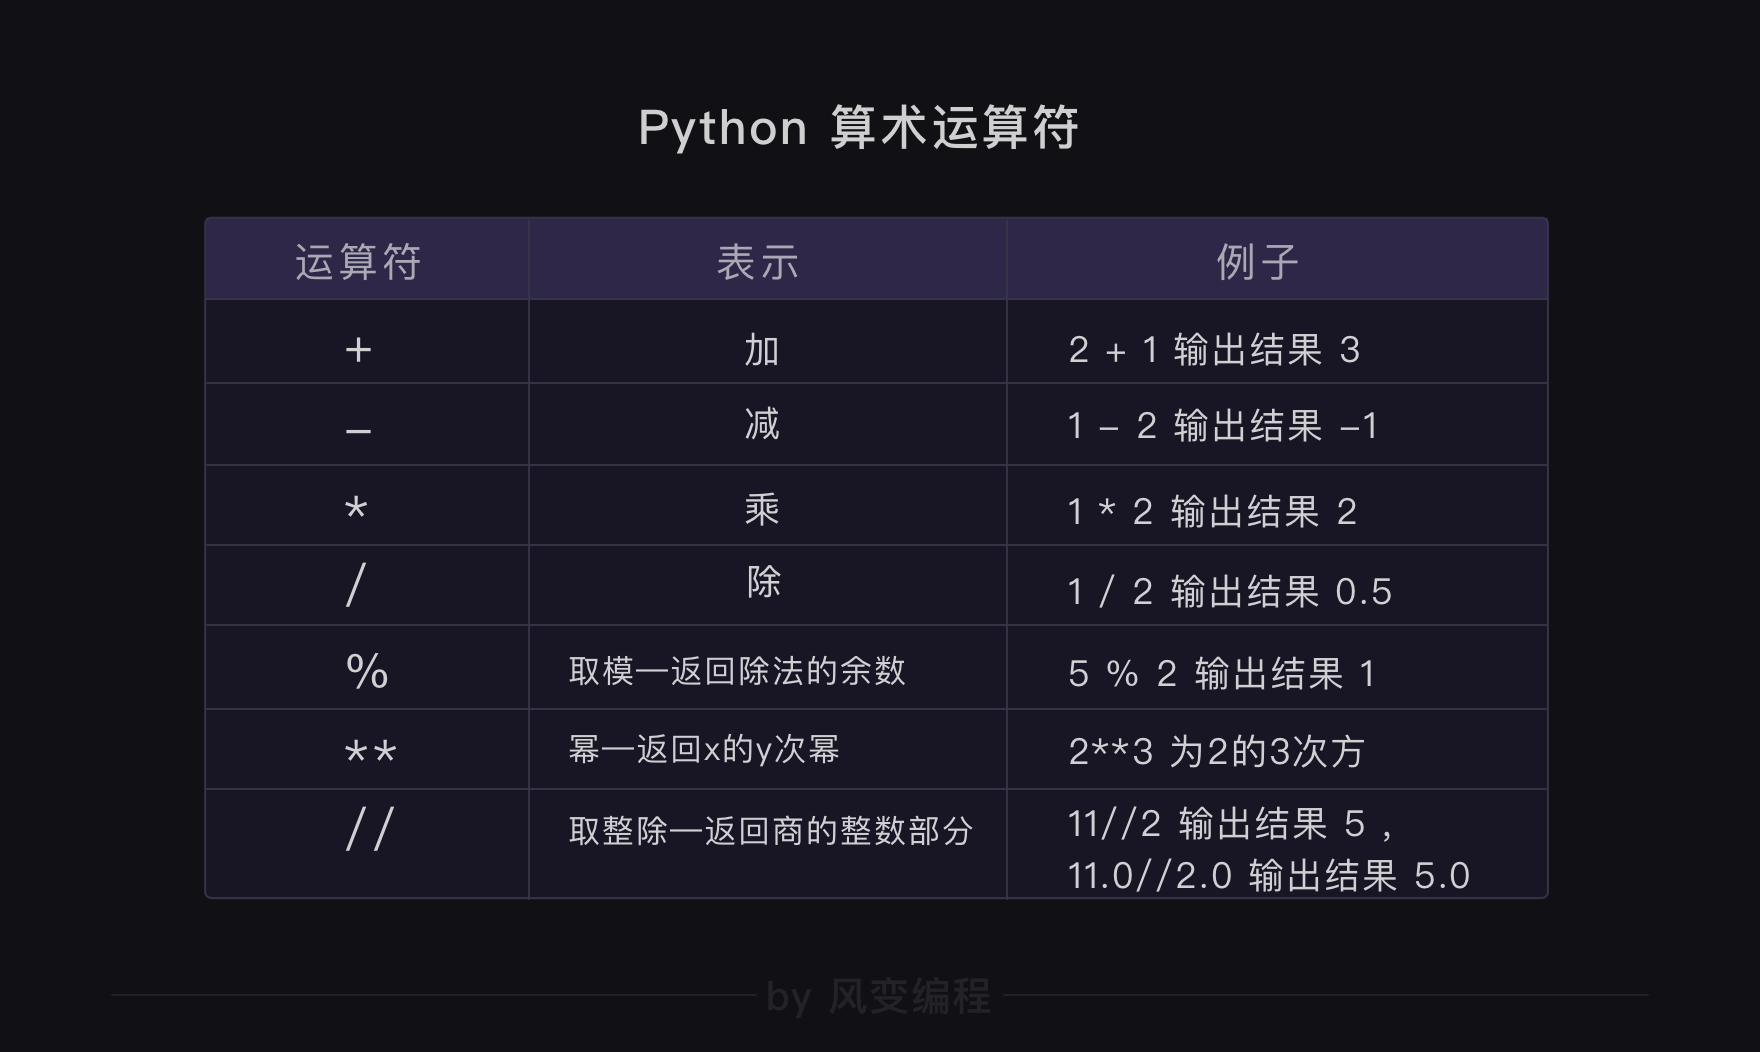 Python 算术运算符
运算符 表示 例子
+ 加 2 + 1 输出结果 3
– 减 1 – 2 输出结果 –1
* 乘 1 * 2 输出结果 2
/ 除 1 / 2 输出结果 0.5
% 取模—返回除法的余数 5 % 2 输出结果 1
** 幂—返回x的y次幂 2**3 为2的3次方
// 取整除—返回商的整数部分 11//2 输出结果 5 ,
11.0//2.0 输出结果 5.0
by 风变编程